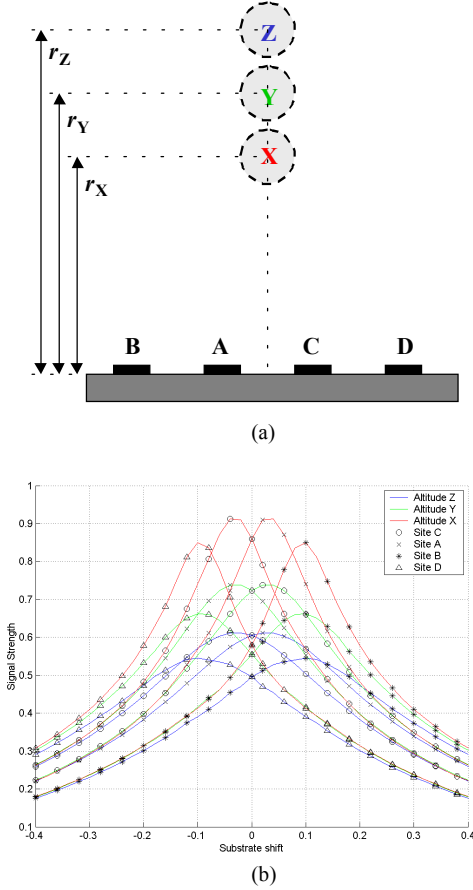 Z
r_Z
Y
r_Y
X
r_X
B A C D
(a)
1
0.9
0.8
0.7
0.6
0.5
0.4
0.3
0.2
0.1
Signal Strength
Altitude Z
Altitude Y
Altitude X
Site C
Site A
Site B
Site D
-0.4 -0.3 -0.2 -0.1 0 0.1 0.2 0.3 0.4
Substrate shift
(b)